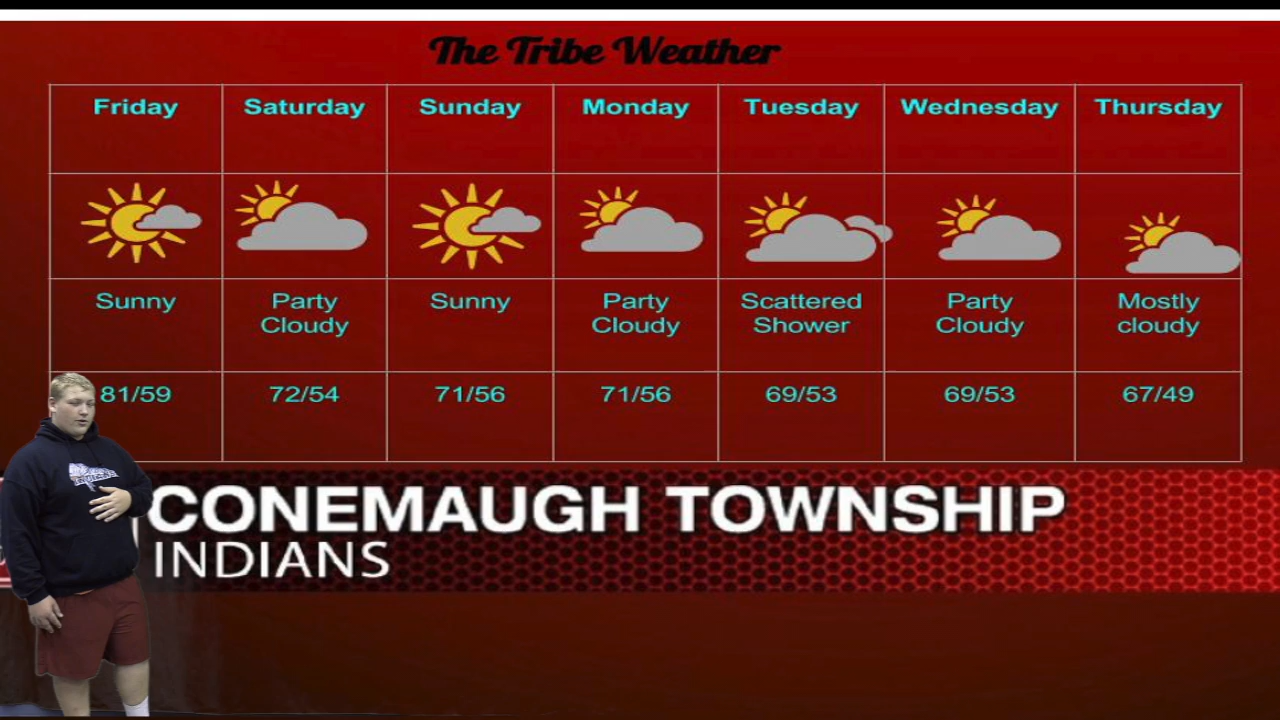 The Tribe Weather
Friday Saturday Sunday Monday Tuesday Wednesday Thursday
Sunny Party Cloudy Sunny Party Cloudy Scattered Shower Party Cloudy Mostly cloudy
81/59 72/54 71/56 71/56 69/53 69/53 67/49
CONEMAUGH TOWNSHIP
INDIANS
INDIANS